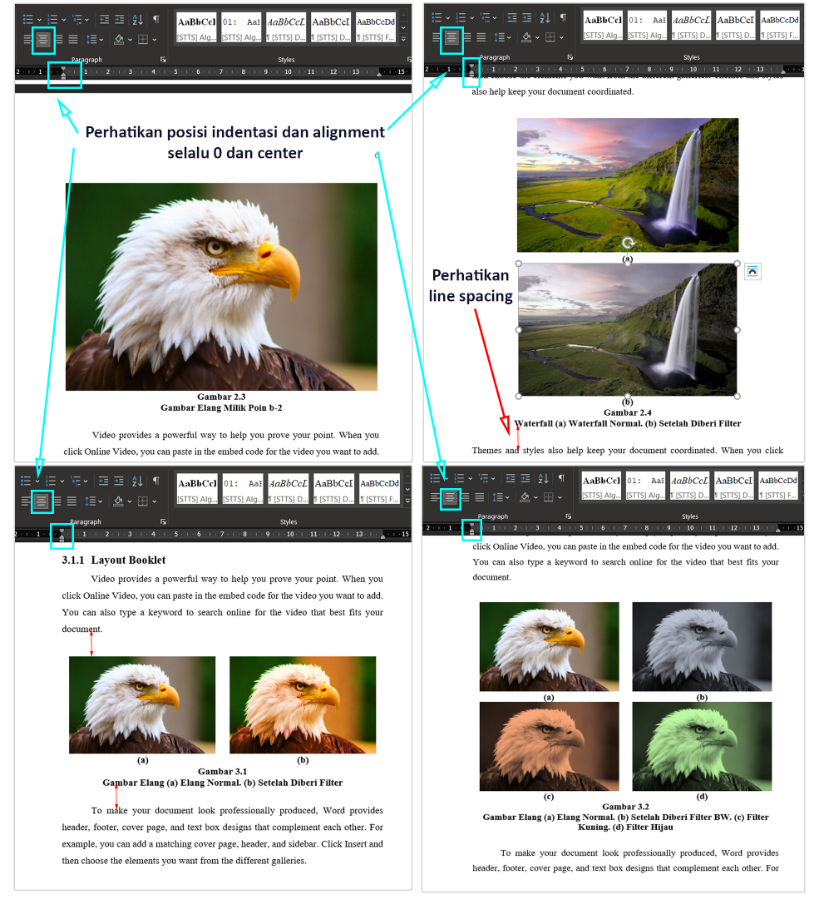 AaBbCcI 01: AaI AaBbCcL AaBbCcL AaBbCcDd
[STTS] Alg... [STTS] Alg... ¶ [STTS] D... ¶ [STTS] D... ¶ [STTS] F...
Paragraph Styles
2 1 1 2 3 4 5 6 7 8 9 10 11 12 13 15
Perhatikan posisi indentasi dan alignment
selalu 0 dan center
Gambar 2.3
Gambar Elang Milik Poin b-2
Video provides a powerful way to help you prove your point. When you
click Online Video, you can paste in the embed code for the video you want to add.
AaBbCcI 01: AaI AaBbCcL AaBbCcL AaBbCcDd
[STTS] Alg... [STTS] Alg... ¶ [STTS] D... ¶ [STTS] D... ¶ [STTS] F...
Paragraph Styles
2 1 1 2 3 4 5 6 7 8 9 10 11 12 13 15
also help keep your document coordinated.
(a)
Perhatikan
line spacing
(b)
Gambar 2.4
Waterfall (a) Waterfall Normal. (b) Setelah Diberi Filter
Themes and styles also help keep your document coordinated. When you click
AaBbCcI 01: AaI AaBbCcL AaBbCcL AaBbCcDd
[STTS] Alg... [STTS] Alg... ¶ [STTS] D... ¶ [STTS] D... ¶ [STTS] F...
Paragraph Styles
2 1 1 2 3 4 5 6 7 8 9 10 11 12 13 15
3.1.1 Layout Booklet
Video provides a powerful way to help you prove your point. When you
click Online Video, you can paste in the embed code for the video you want to add.
You can also type a keyword to search online for the video that best fits your
document.
(a) (b)
Gambar 3.1
Gambar Elang (a) Elang Normal. (b) Setelah Diberi Filter
To make your document look professionally produced, Word provides
header, footer, cover page, and text box designs that complement each other. For
example, you can add a matching cover page, header, and sidebar. Click Insert and
then choose the elements you want from the different galleries.
AaBbCcI 01: AaI AaBbCcL AaBbCcL AaBbCcDd
[STTS] Alg... [STTS] Alg... ¶ [STTS] D... ¶ [STTS] D... ¶ [STTS] F...
Paragraph Styles
2 1 1 2 3 4 5 6 7 8 9 10 11 12 13 15
click Online Video, you can paste in the embed code for the video you want to add.
You can also type a keyword to search online for the video that best fits your
document.
(a) (b)
(c) (d)
Gambar 3.2
Gambar Elang (a) Elang Normal. (b) Setelah Diberi Filter BW. (c) Filter
Kuning. (d) Filter Hijau
To make your document look professionally produced, Word provides
header, footer, cover page, and text box designs that complement each other. For